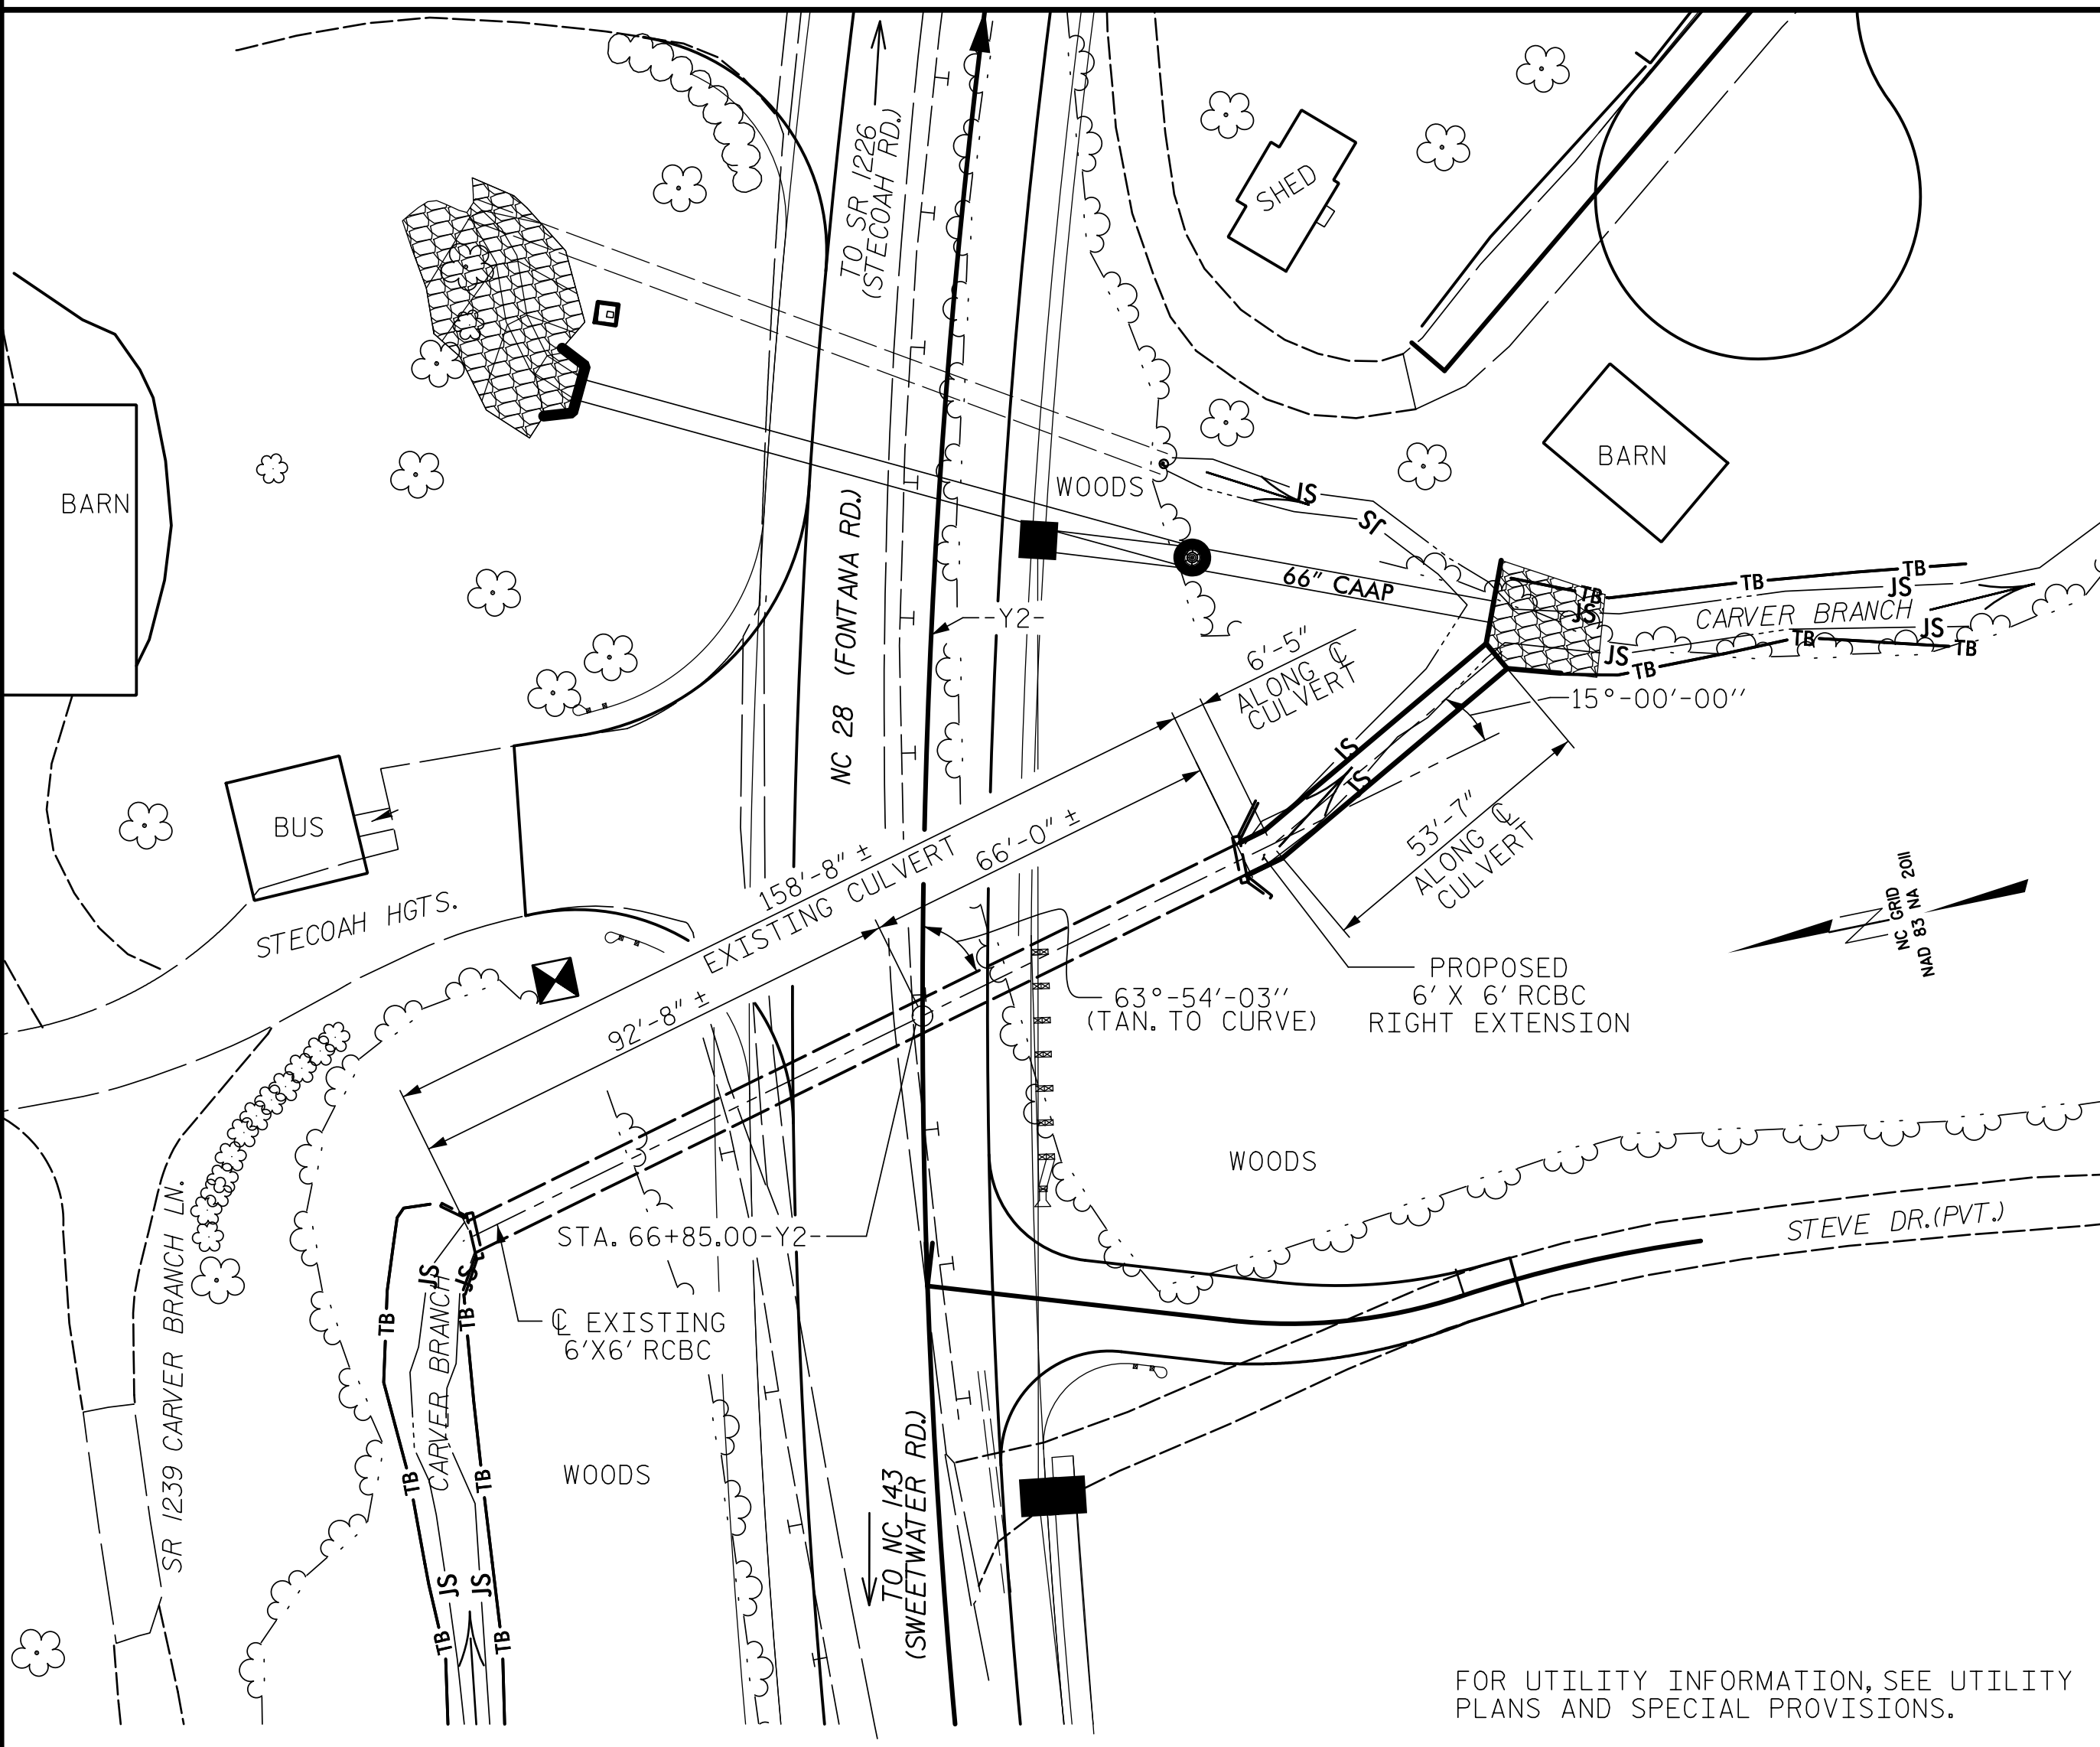 TO SR 1226
(STECOAH RD.)
SHED
BARN
BARN
WOODS
NC 28 (FONTANA RD.)
-Y2-
66" CAAP
JS
JS
TB
JS
TB
TB
JS
CARVER BRANCH
JS
TB
TB
JS
TB
15°-00'-00"
6'-5"
ALONG ℄
CULVERT
JS
JS
53'-7"
ALONG ℄
CULVERT
BUS
STECOAH HGTS.
158'-8" ±
EXISTING CULVERT
66'-0" ±
92'-8" ±
63°-54'-03"
(TAN. TO CURVE)
PROPOSED
6' X 6' RCBC
RIGHT EXTENSION
NC GRID
NAD 83 NA 2011
WOODS
STEVE DR.(PVT.)
STA. 66+85.00-Y2-
℄ EXISTING
6'X6' RCBC
JS
JS
TB
TB
CARVER BRANCH
SR 1239 CARVER BRANCH LN.
TB
TB
WOODS
JS
JS
TB
TB
TO NC 143
(SWEETWATER RD.)
FOR UTILITY INFORMATION, SEE UTILITY
PLANS AND SPECIAL PROVISIONS.